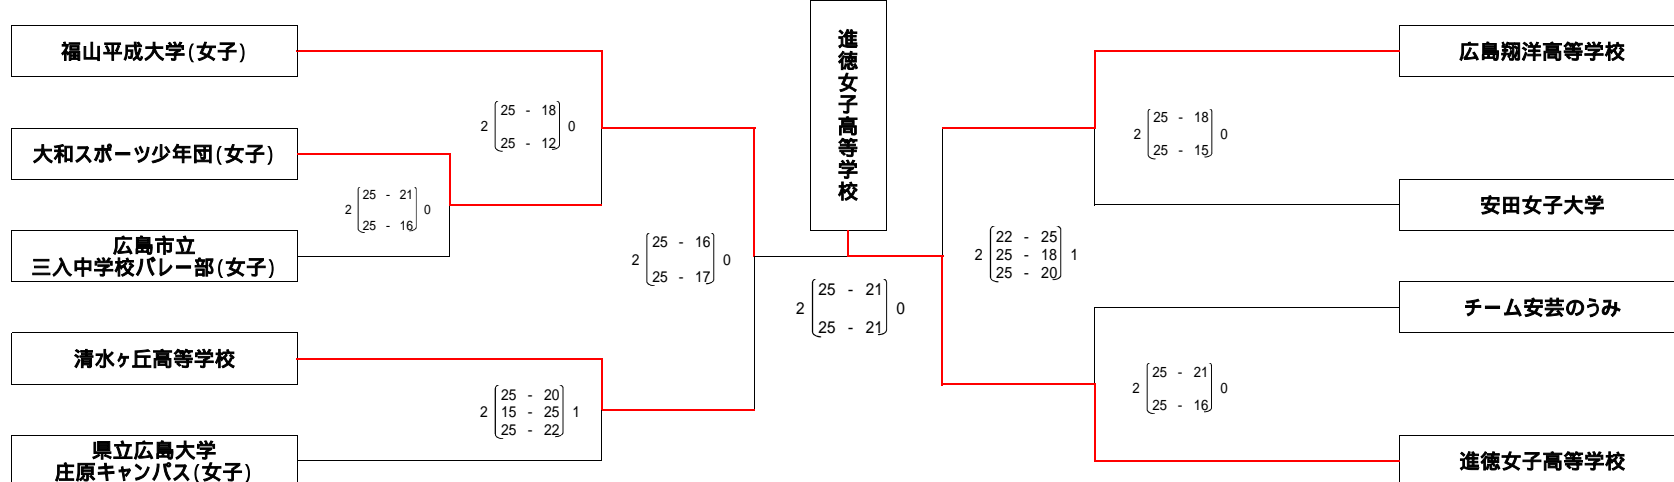 福山平成大学(女子)
大和スポーツ少年団(女子)
広島市立
三入中学校バレー部(女子)
清水ヶ丘高等学校
県立広島大学
庄原キャンパス(女子)
2 25 - 18 0
25 - 12
2 25 - 21 0
25 - 16
2 25 - 20 1
15 - 25
25 - 22
2 25 - 16 0
25 - 17
進徳女子高等学校
2 25 - 21 0
25 - 21
2 22 - 25 1
25 - 18
25 - 20
2 25 - 18 0
25 - 15
2 25 - 21 0
25 - 16
広島翔洋高等学校
安田女子大学
チーム安芸のうみ
進徳女子高等学校